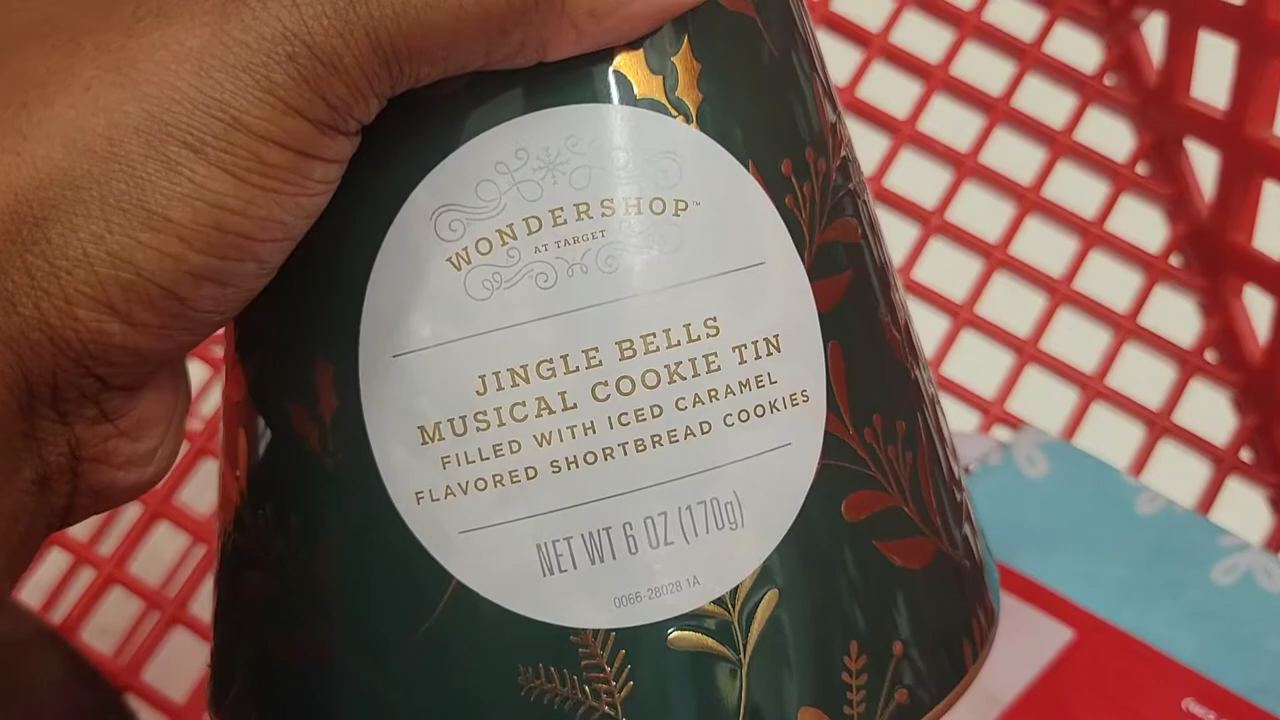 WONDERSHOP™
AT TARGET
JINGLE BELLS
MUSICAL COOKIE TIN
FILLED WITH ICED CARAMEL
FLAVORED SHORTBREAD COOKIES
NET WT 6 OZ (170g)
0066-28028 1A